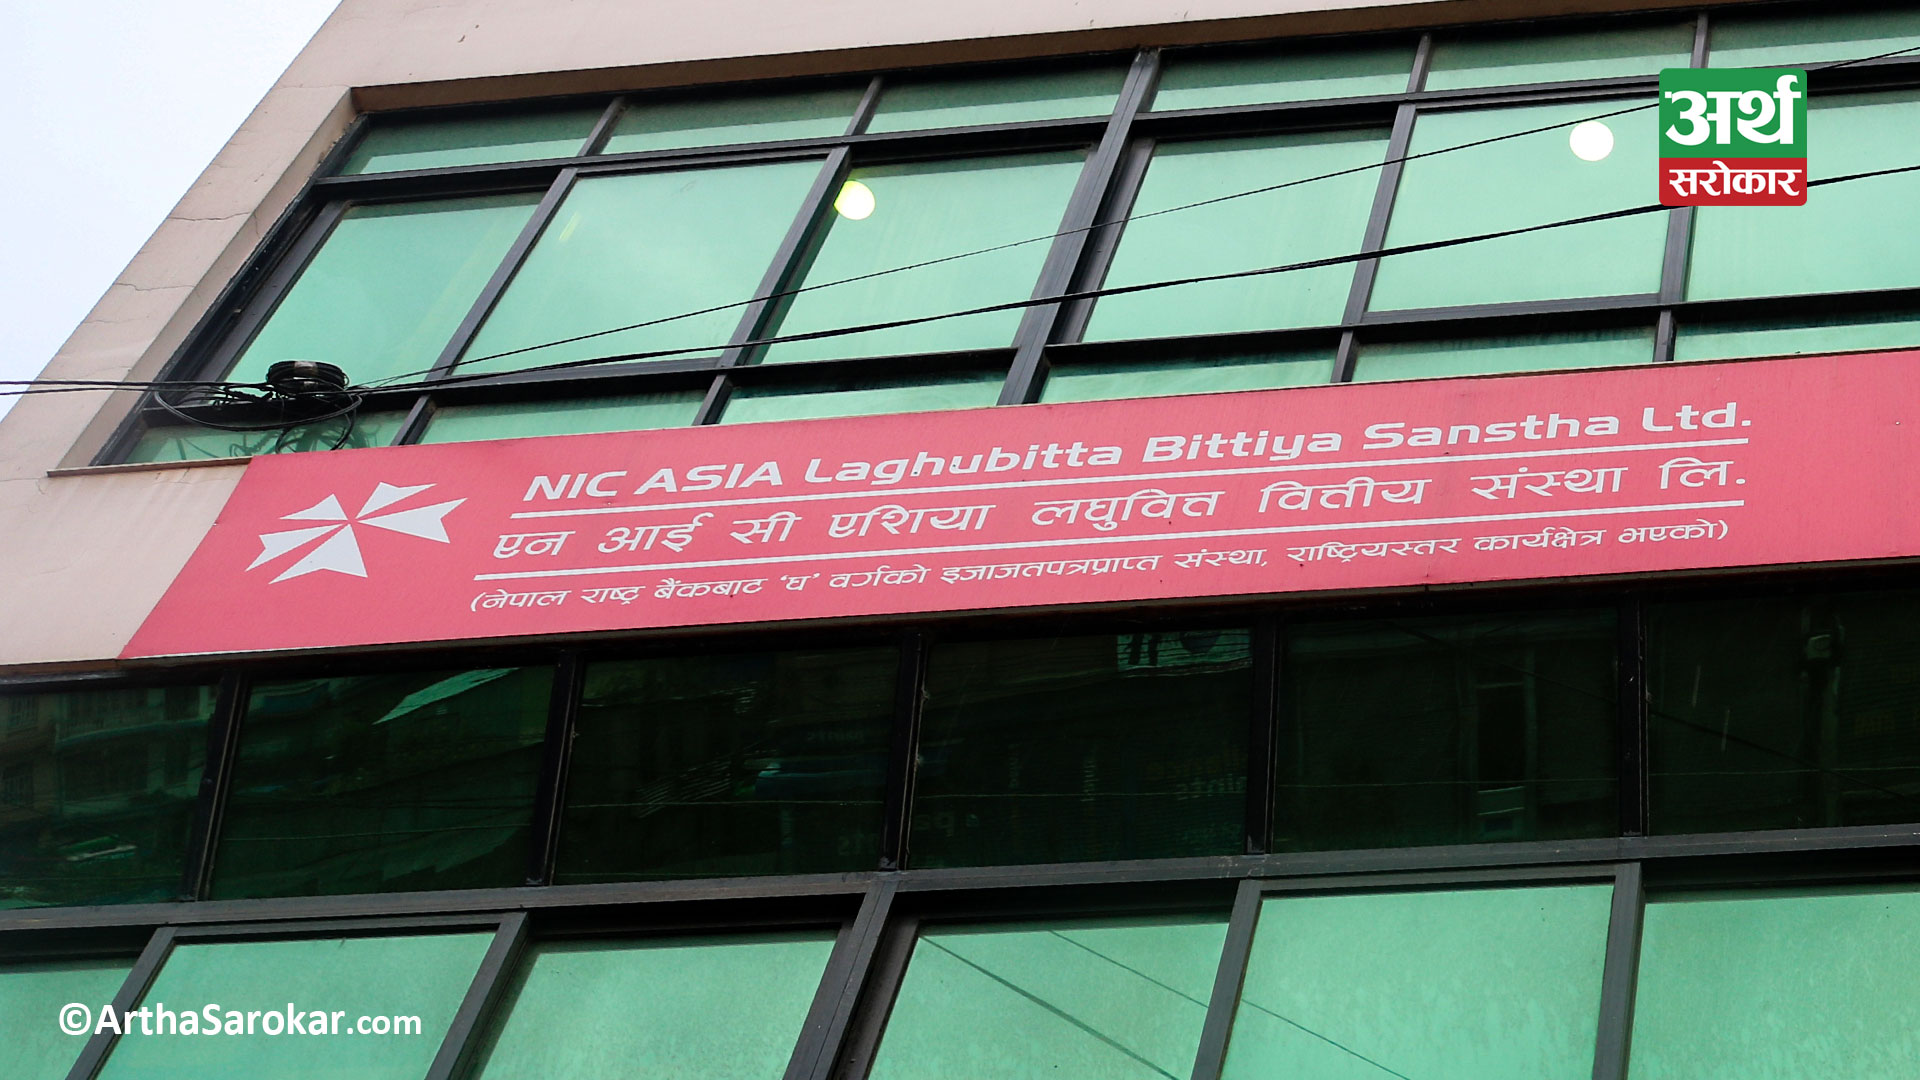 अर्थ
सरोकार
NIC ASIA Laghubitta Bittiya Sanstha Ltd.
एन आई सी एशिया लघुवित्त वित्तीय संस्था लि.
(नेपाल राष्ट्र बैंकबाट ‘घ’ वर्गको इजाजतपत्रप्राप्त संस्था, राष्ट्रियस्तर कार्यक्षेत्र भएको)
©ArthaSarokar.com